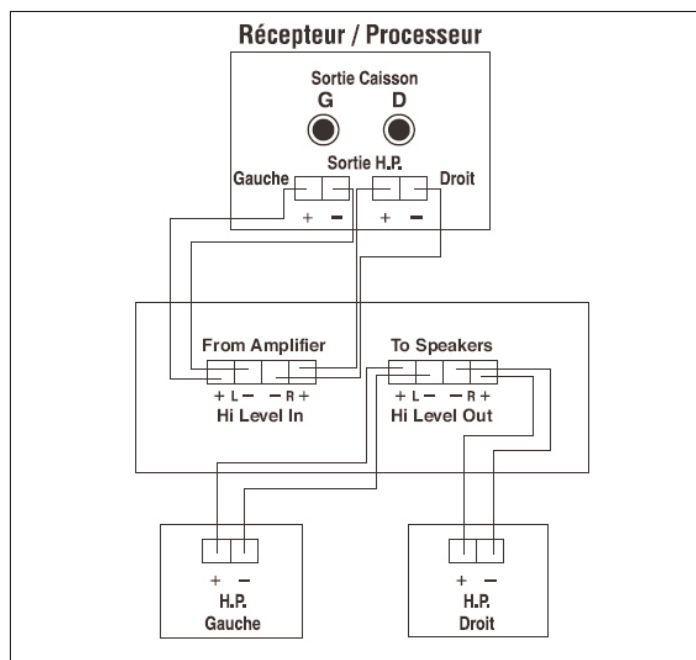 Récepteur / Processeur
Sortie Caisson
G D
Sortie H.P.
Gauche Droit
+ − + −
From Amplifier To Speakers
+ L − − R + + L − − R +
Hi Level In Hi Level Out
+ − + −
H.P. H.P.
Gauche Droit